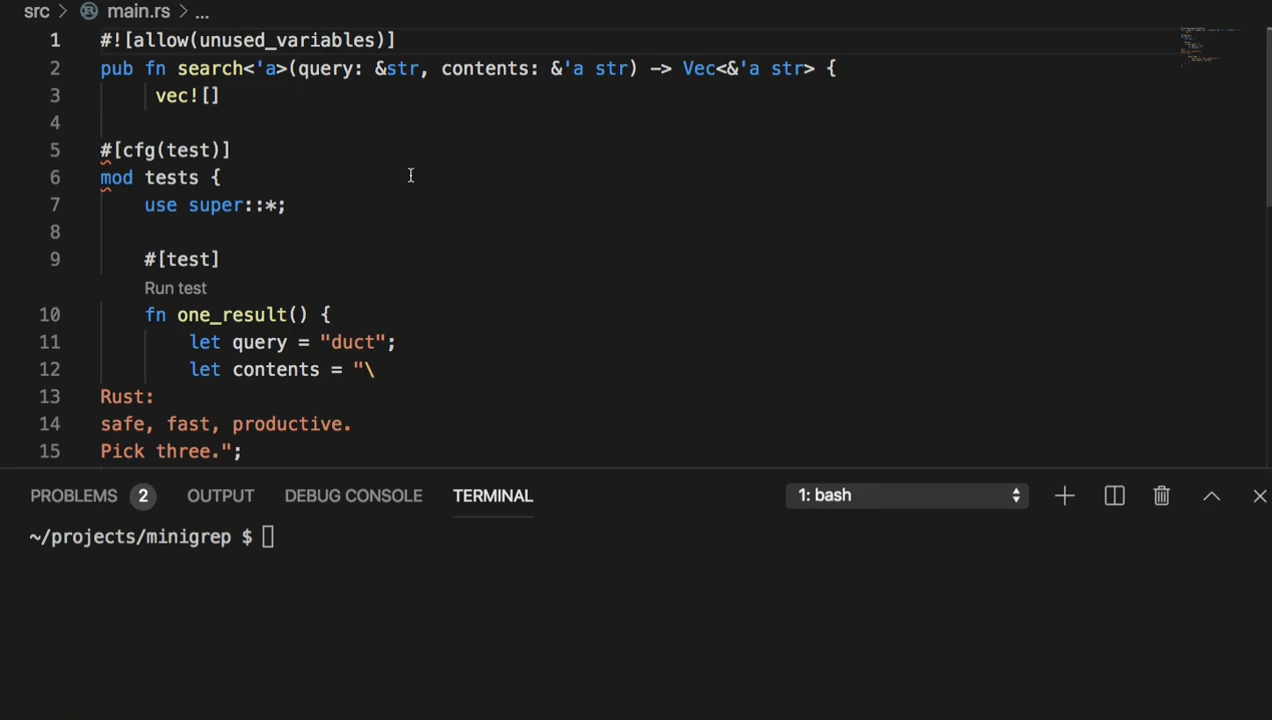 src > main.rs > ...
1 #![allow(unused_variables)]
2 pub fn search<'a>(query: &str, contents: &'a str) -> Vec<&'a str> {
3 vec![]
4
5 #[cfg(test)]
6 mod tests {
7 use super::*;
8
9 #[test]
Run test
10 fn one_result() {
11 let query = "duct";
12 let contents = "\
13 Rust:
14 safe, fast, productive.
15 Pick three.";
PROBLEMS 2 OUTPUT DEBUG CONSOLE TERMINAL 1: bash
~/projects/minigrep $